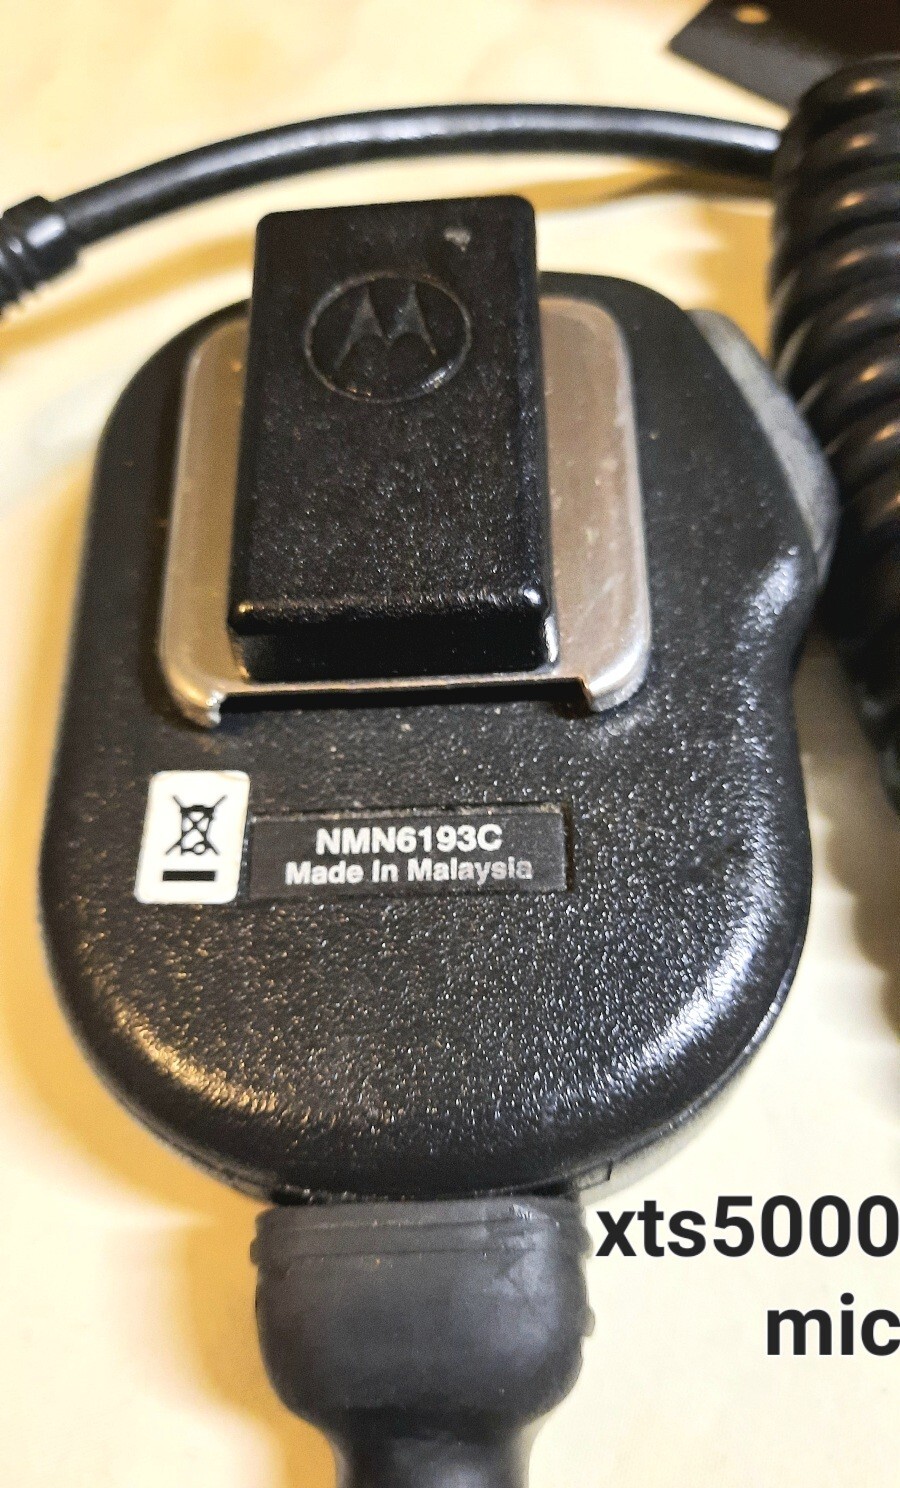 NMN6193C
Made In Malaysia
xts5000
mic